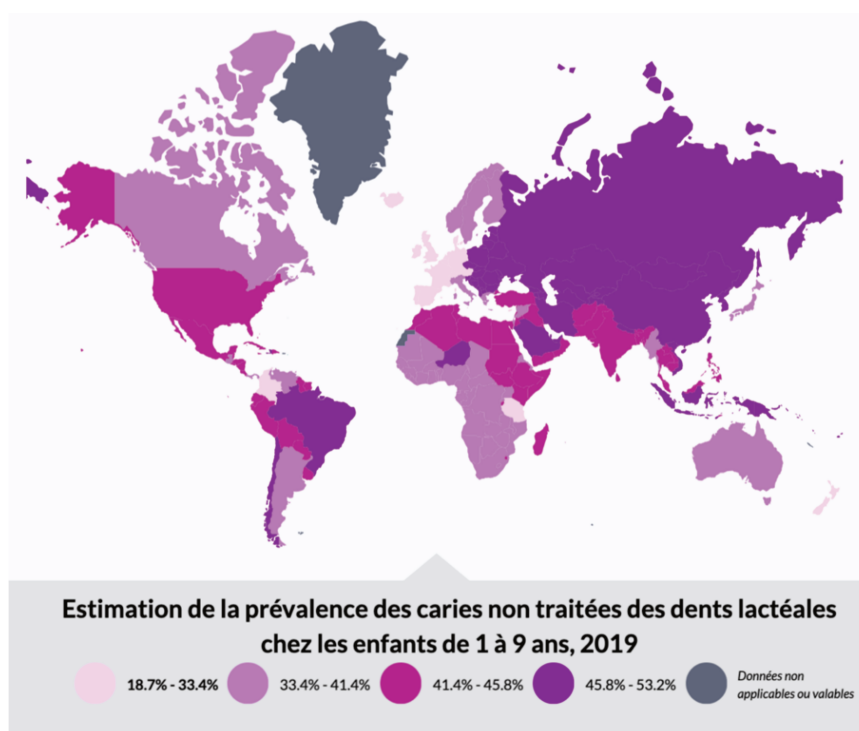 Estimation de la prévalence des caries non traitées des dents lactéales
chez les enfants de 1 à 9 ans, 2019
18.7% - 33.4%
33.4% - 41.4%
41.4% - 45.8%
45.8% - 53.2%
Données non
applicables ou valables